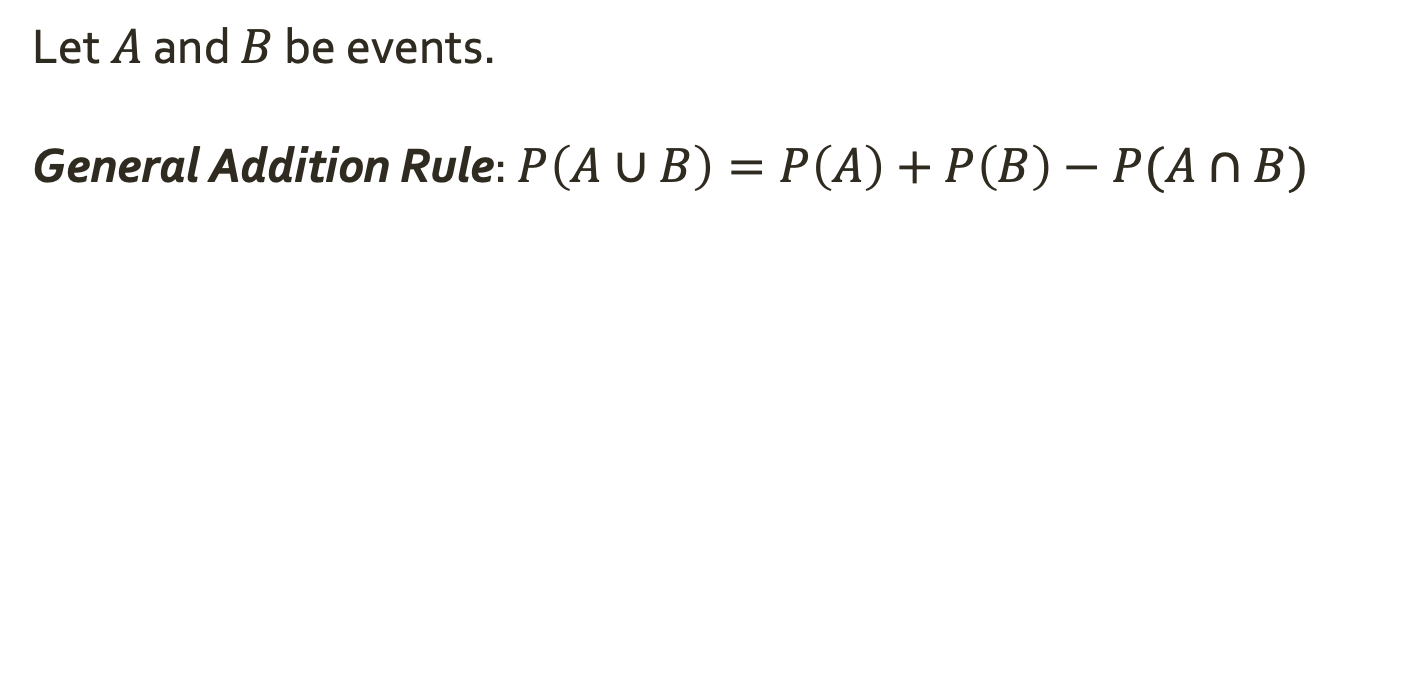 Let A and B be events.
General Addition Rule: P(A ∪ B) = P(A) + P(B) − P(A ∩ B)